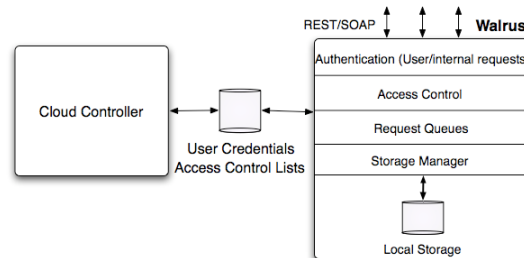 REST/SOAP
Walrus
Authentication (User/internal requests
Cloud Controller
Access Control
Request Queues
User Credentials
Access Control Lists
Storage Manager
Local Storage